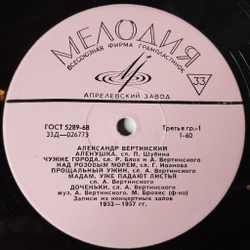 МЕЛОДИЯ
ВСЕСОЮЗНАЯ ФИРМА ГРАМПЛАСТИНОК
33
АПРЕЛЕВСКИЙ ЗАВОД
ГОСТ 5289-68
33Д—026773
Третья гр.-1
1-60
АЛЕКСАНДР ВЕРТИНСКИЙ
АЛЕНУШКА, сл. П. Шубина
ЧУЖИЕ ГОРОДА, сл. Р. Блох и А. Вертинского
НАД РОЗОВЫМ МОРЕМ, сл. Г. Иванова
ПРОЩАЛЬНЫЙ УЖИН, сл. А. Вертинского
МАДАМ, УЖЕ ПАДАЮТ ЛИСТЬЯ
сл. А. Вертинского
ДОЧЕНЬКИ, сл. А. Вертинского
муз. А. Вертинского, М. Брохес (ф-но)
Записи из концертных залов
1953—1957 гг.